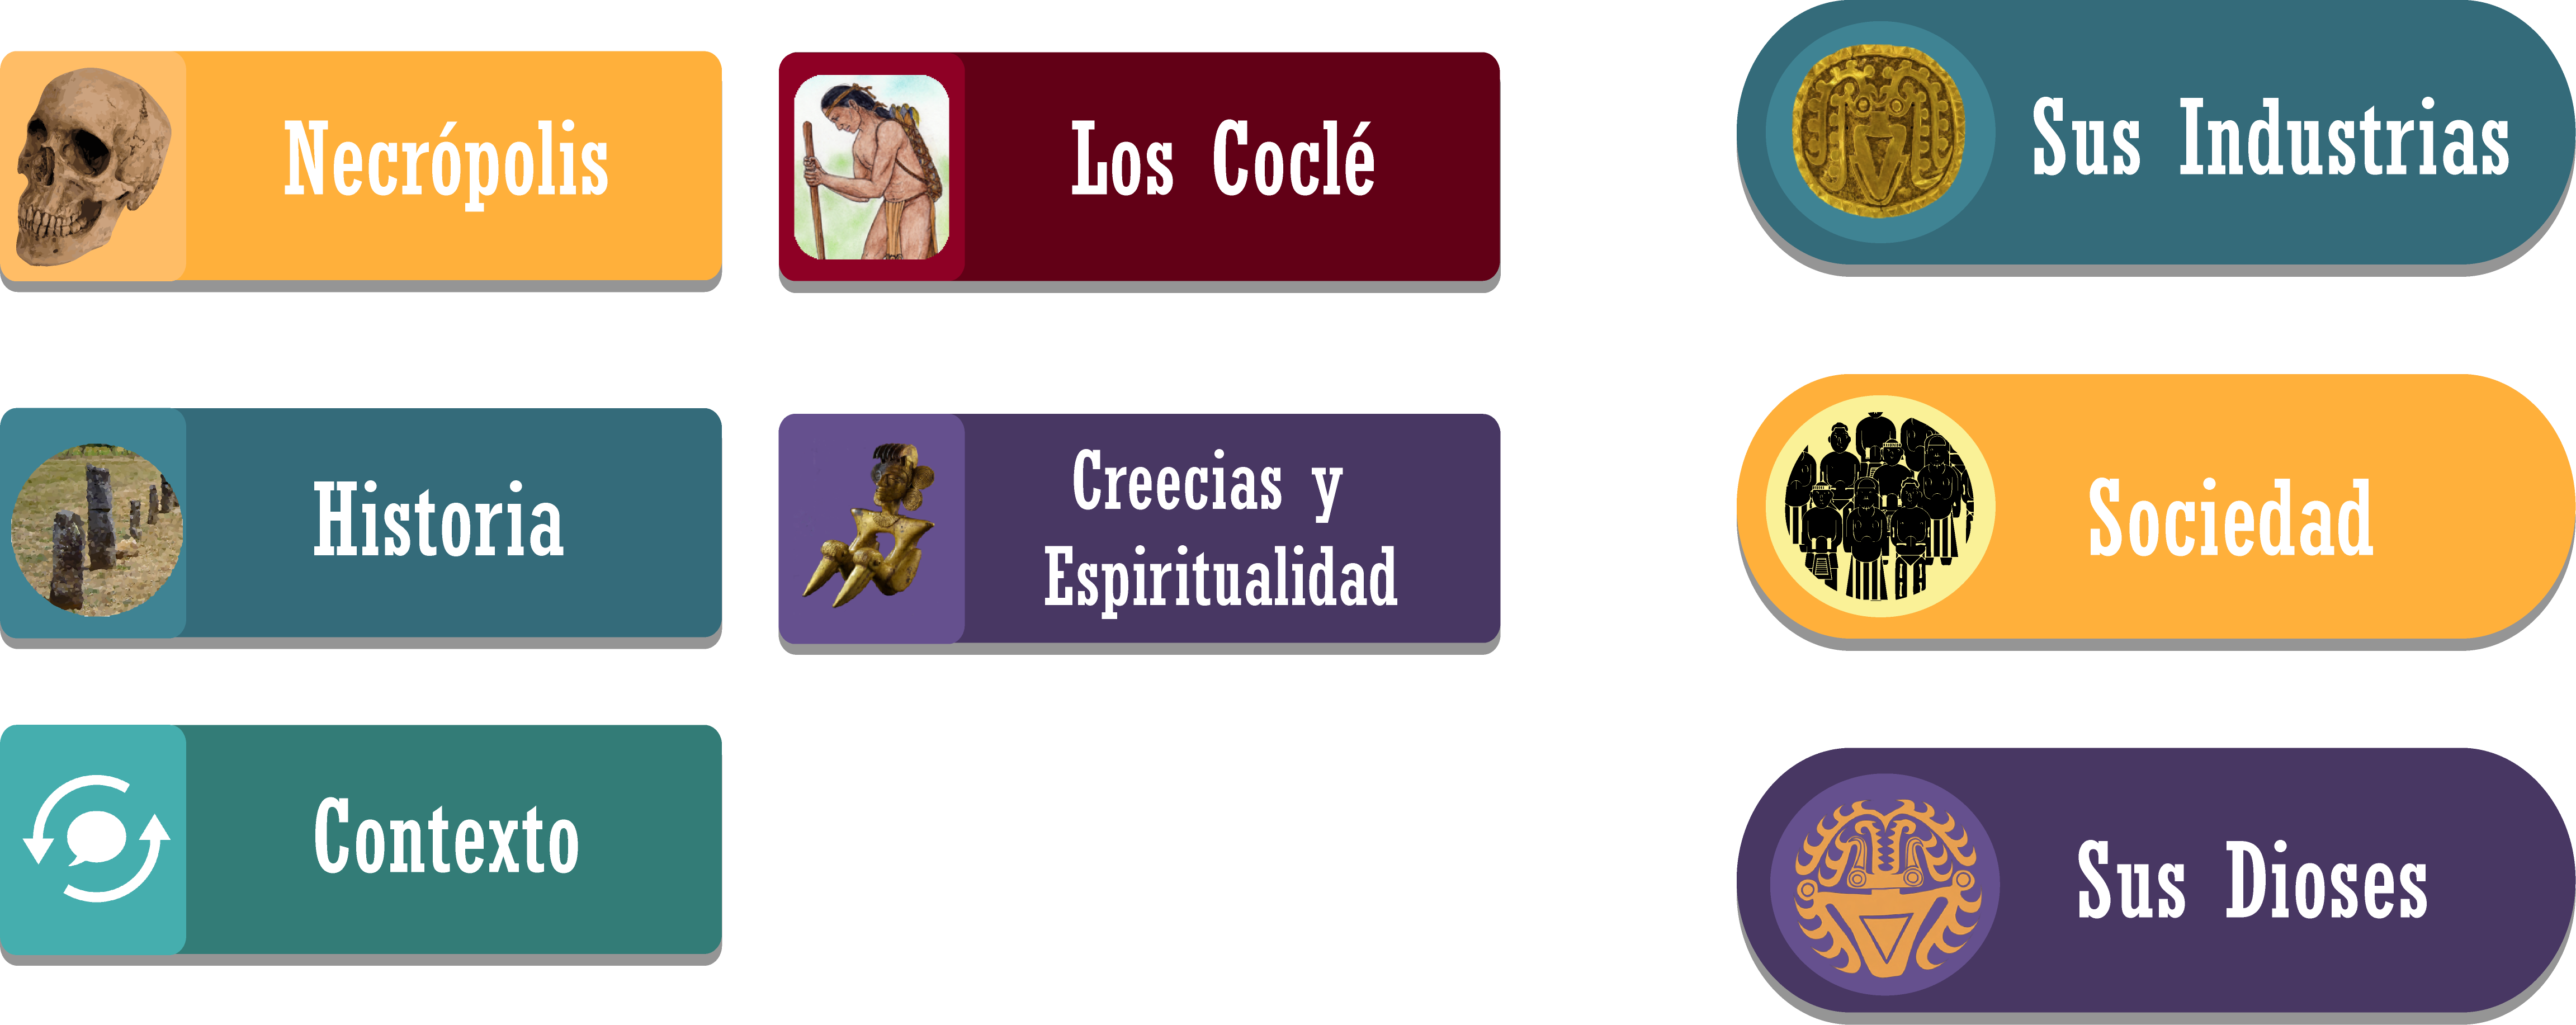 Necrópolis
Los Coclé
Sus Industrias
Historia
Creecias y
Espiritualidad
Sociedad
Contexto
Sus Dioses